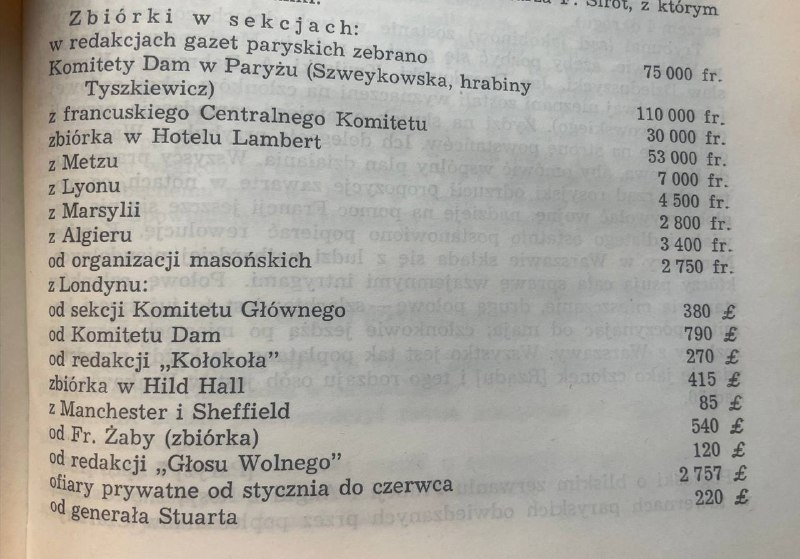 F. Sirot, z którym
Zbiórki w sekcjach:
w redakcjach gazet paryskich zebrano 75 000 fr.
Komitety Dam w Paryżu (Szweykowska, hrabiny
Tyszkiewicz) 110 000 fr.
z francuskiego Centralnego Komitetu 30 000 fr.
zbiórka w Hotelu Lambert 53 000 fr.
z Metzu 7 000 fr.
z Lyonu 4 500 fr.
z Marsylii 2 800 fr.
z Algieru 3 400 fr.
od organizacji masońskich 2 750 fr.
z Londynu:
od sekcji Komitetu Głównego 380 £
od Komitetu Dam 790 £
od redakcji „Kołokoła” 270 £
zbiórka w Hild Hall 415 £
z Manchester i Sheffield 85 £
od Fr. Żaby (zbiórka) 540 £
od redakcji „Głosu Wolnego” 120 £
ofiary prywatne od stycznia do czerwca 2 757 £
od generała Stuarta 220 £